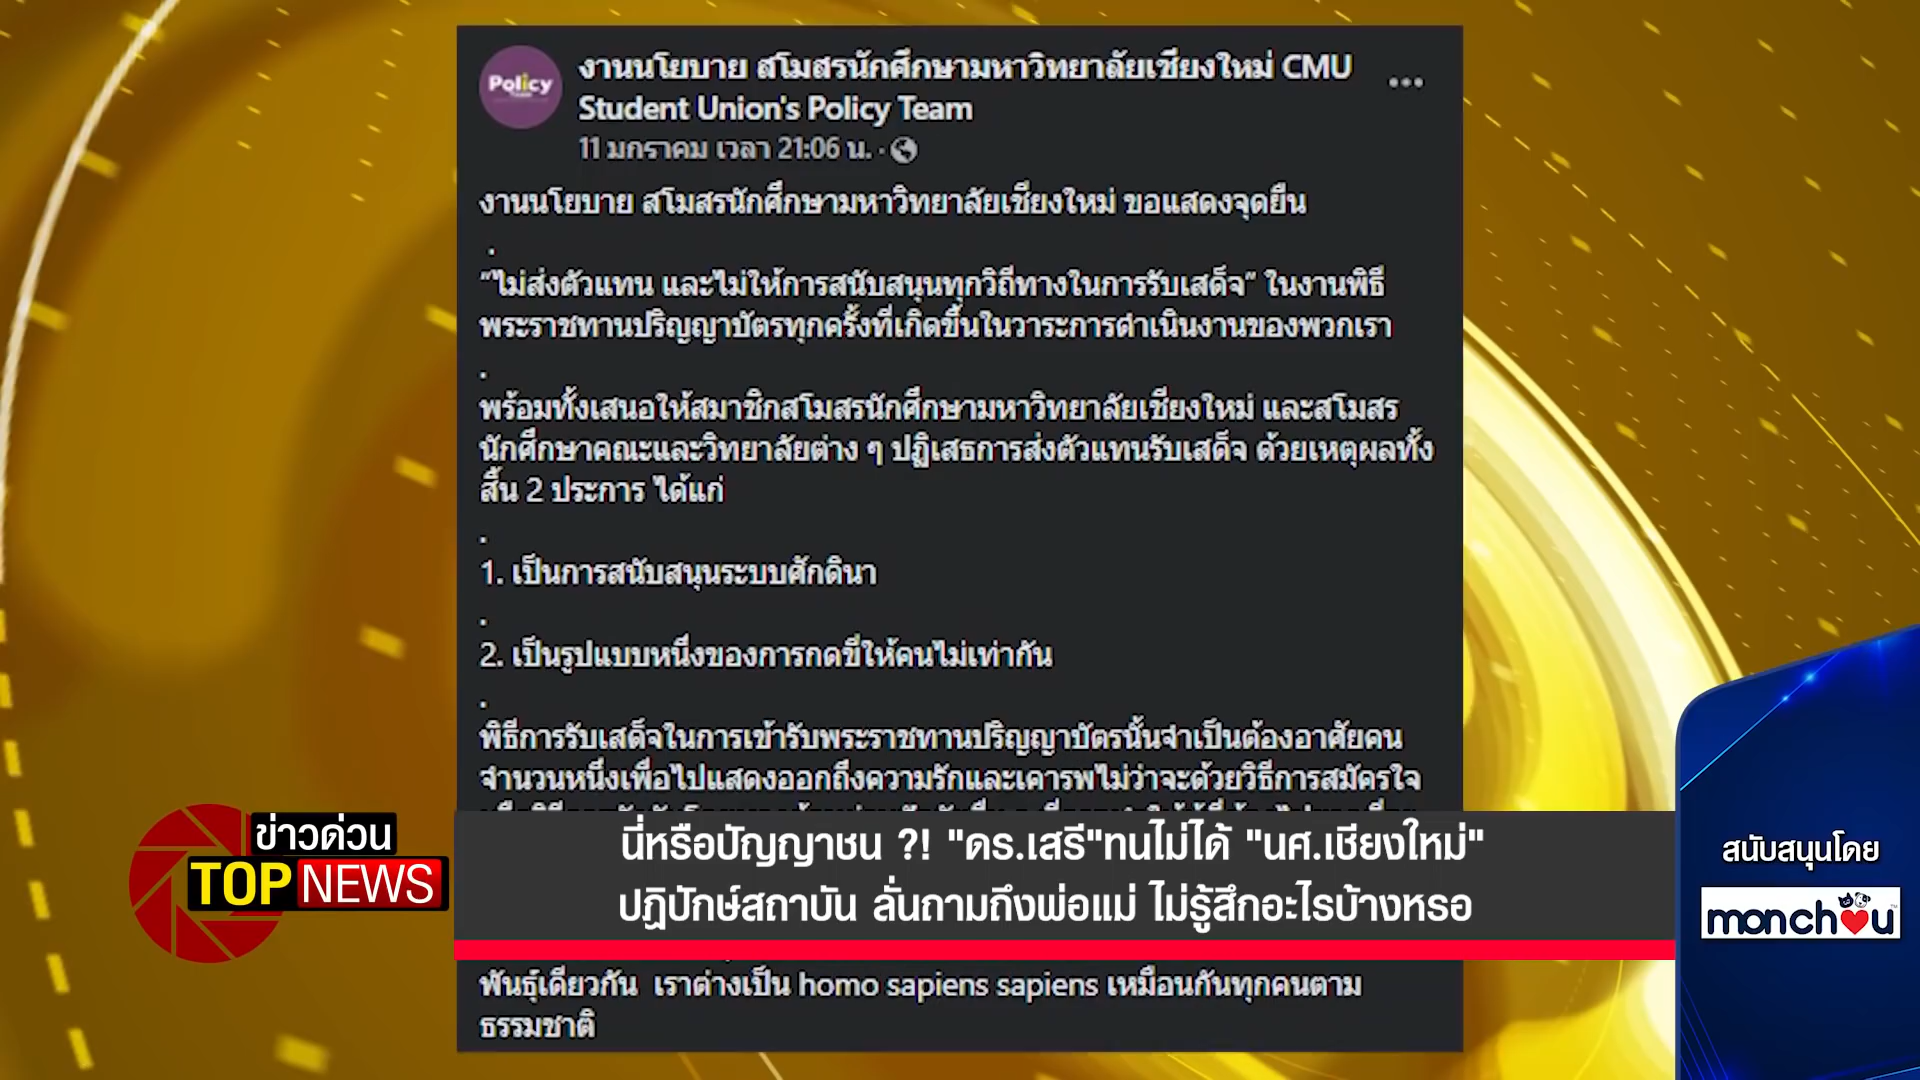 Policy
งานนโยบาย สโมสรนักศึกษามหาวิทยาลัยเชียงใหม่ CMU
Student Union's Policy Team
11 มกราคม เวลา 21:06 น. ·
งานนโยบาย สโมสรนักศึกษามหาวิทยาลัยเชียงใหม่ ขอแสดงจุดยืน
.
“ไม่ส่งตัวแทน และไม่ให้การสนับสนุนทุกวิถีทางในการรับเสด็จ” ในงานพิธี
พระราชทานปริญญาบัตรทุกครั้งที่เกิดขึ้นในวาระการดำเนินงานของพวกเรา
.
พร้อมทั้งเสนอให้สมาชิกสโมสรนักศึกษามหาวิทยาลัยเชียงใหม่ และสโมสร
นักศึกษาคณะและวิทยาลัยต่าง ๆ ปฏิเสธการส่งตัวแทนรับเสด็จ ด้วยเหตุผลทั้ง
สิ้น 2 ประการ ได้แก่
.
1. เป็นการสนับสนุนระบบศักดินา
.
2. เป็นรูปแบบหนึ่งของการกดขี่ให้คนไม่เท่ากัน
.
พิธีการรับเสด็จในการเข้ารับพระราชทานปริญญาบัตรนั้นจำเป็นต้องอาศัยคน
จำนวนหนึ่งเพื่อไปแสดงออกถึงความรักและเคารพไม่ว่าจะด้วยวิธีการสมัครใจ
ข่าวด่วน
TOP NEWS
นี่หรือปัญญาชน ?! "ดร.เสรี"ทนไม่ได้ "นศ.เชียงใหม่"
ปฏิปักษ์สถาบัน ลั่นถามถึงพ่อแม่ ไม่รู้สึกอะไรบ้างหรอ
สนับสนุนโดย
monchou
พันธุ์เดียวกัน เราต่างเป็น homo sapiens sapiens เหมือนกันทุกคนตาม
ธรรมชาติ